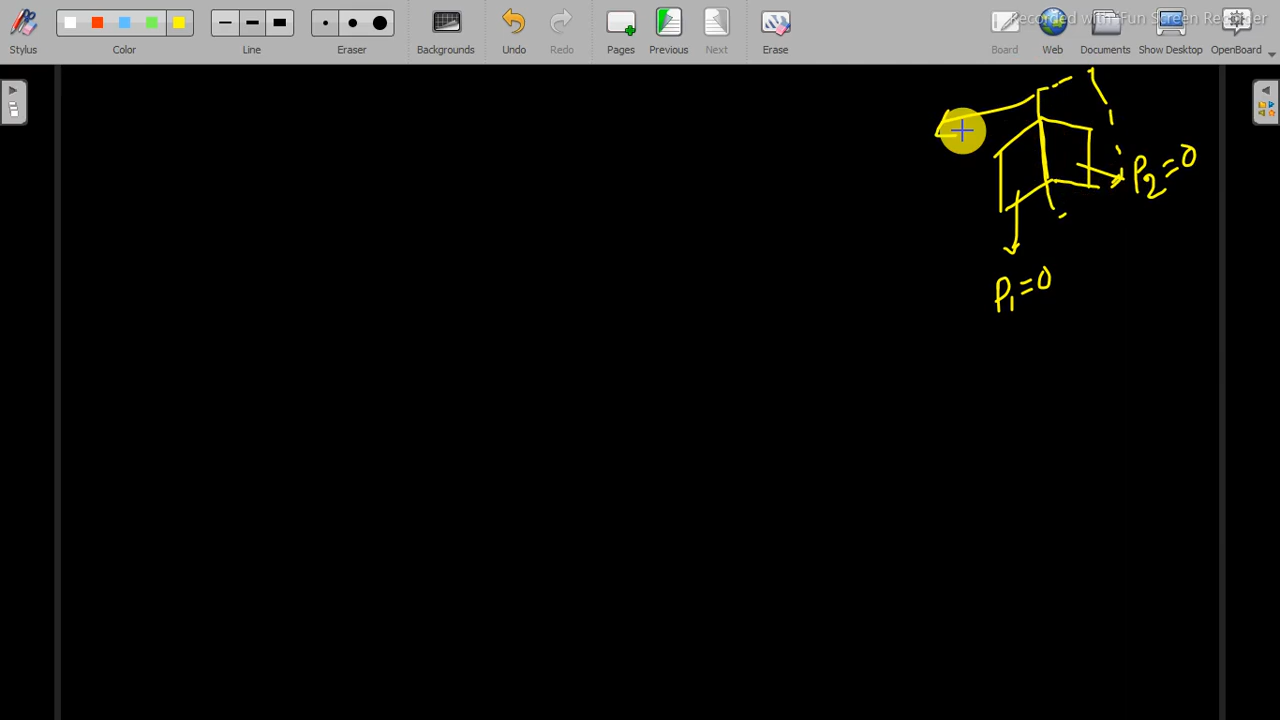 Recorded with iFun Screen Recorder
Stylus Color Line Eraser Backgrounds Undo Redo Pages Previous Next Erase Board Web Documents Show Desktop OpenBoard
P₂=0
P₁=0